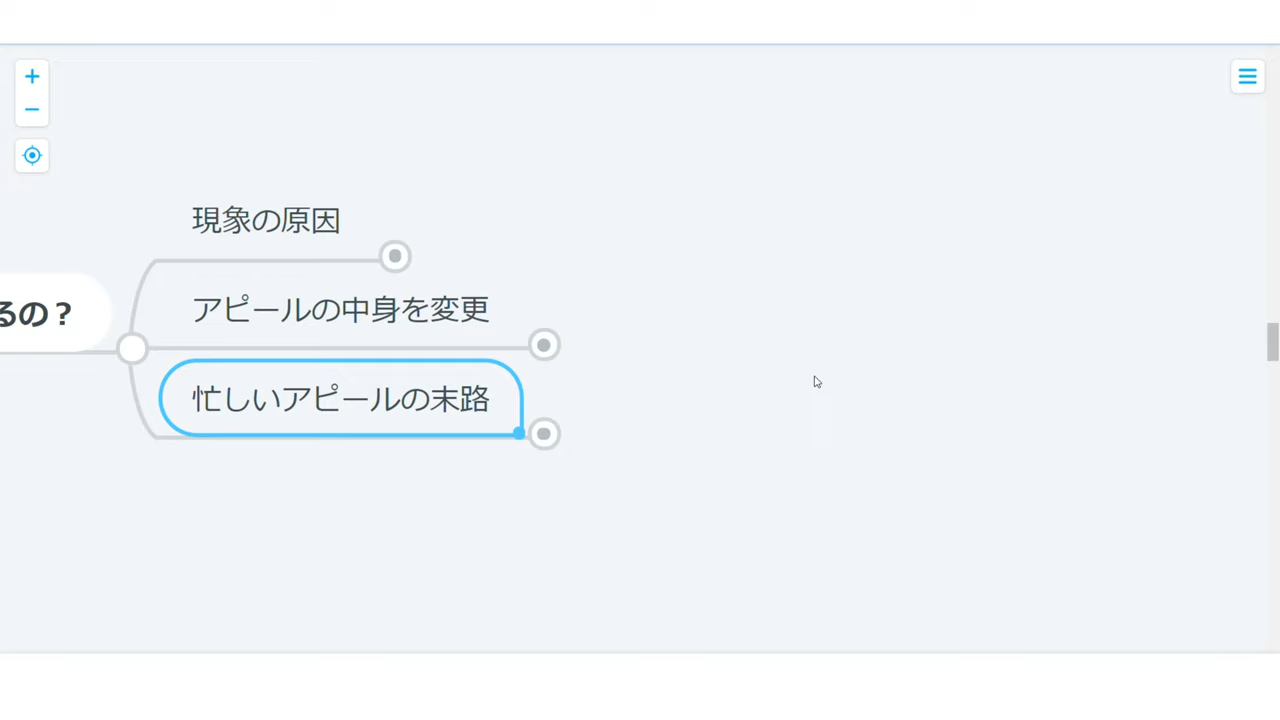 現象の原因
るの？
アピールの中身を変更
忙しいアピールの末路